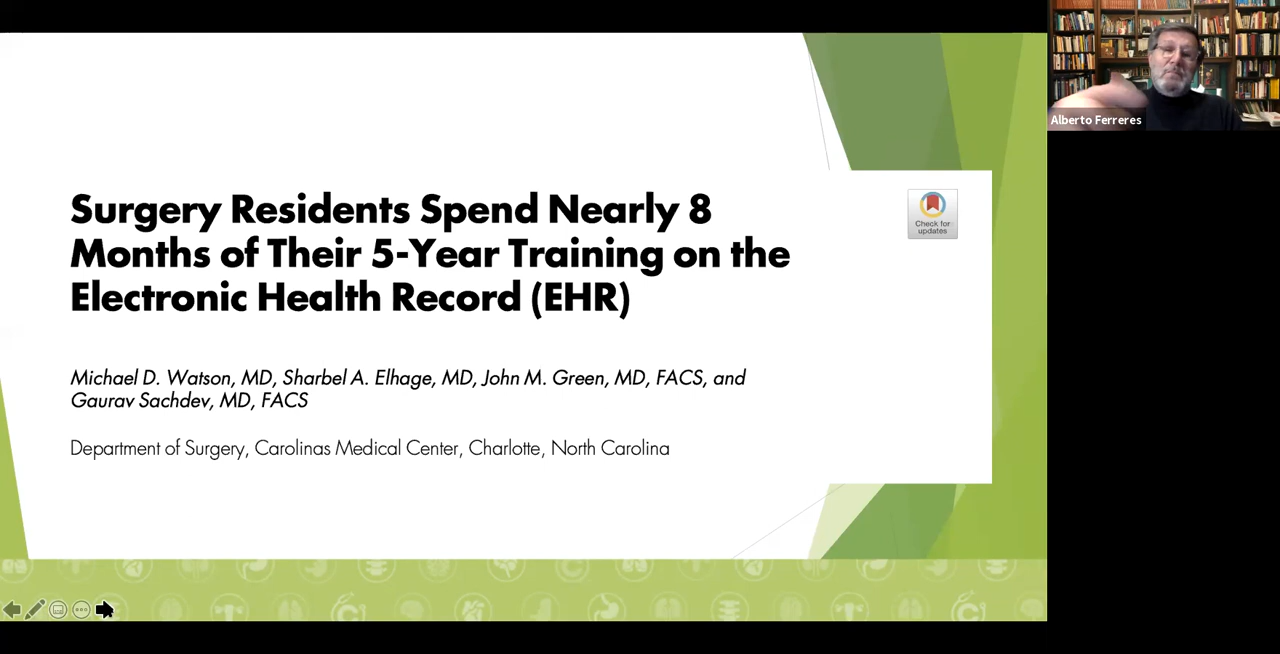 Surgery Residents Spend Nearly 8
Months of Their 5-Year Training on the
Electronic Health Record (EHR)
Michael D. Watson, MD, Sharbel A. Elhage, MD, John M. Green, MD, FACS, and
Gaurav Sachdev, MD, FACS
Department of Surgery, Carolinas Medical Center, Charlotte, North Carolina
Check for
updates
Alberto Ferreres